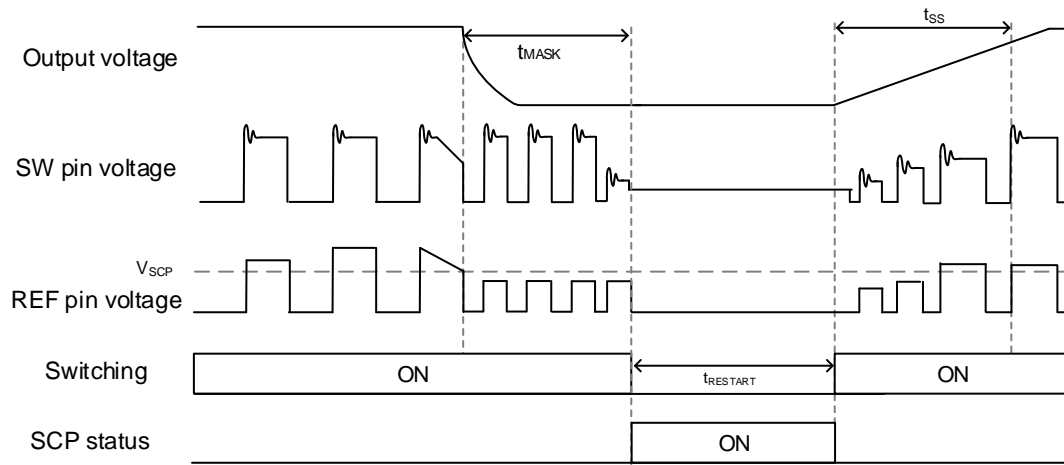 tSS
Output voltage
tMASK
SW pin voltage
VSCP
REF pin voltage
Switching
ON
tRESTART
ON
SCP status
ON